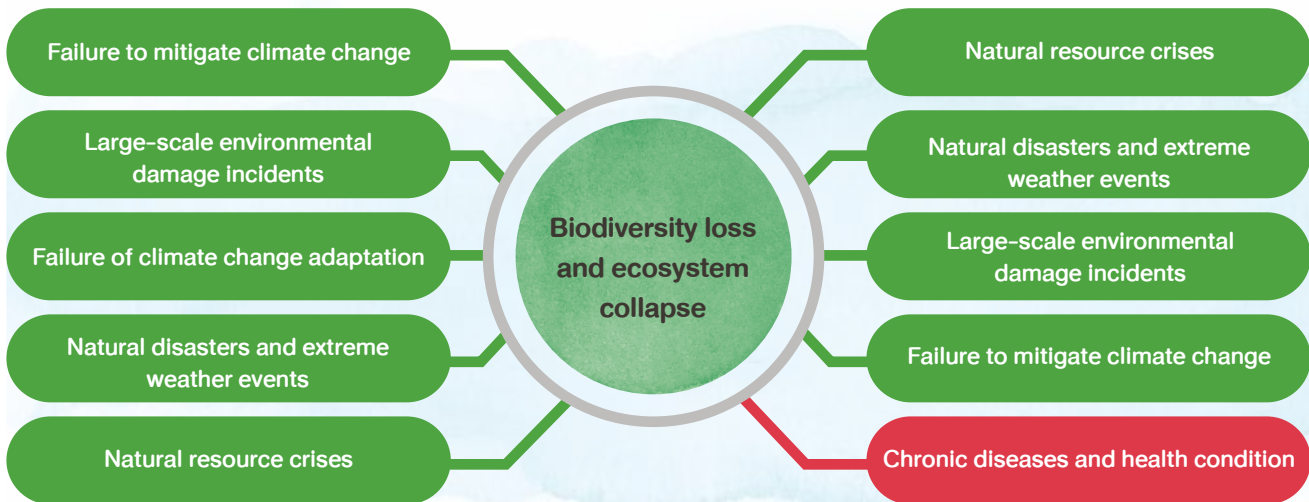 Failure to mitigate climate change
Large-scale environmental
damage incidents
Failure of climate change adaptation
Natural disasters and extreme
weather events
Natural resource crises
Biodiversity loss
and ecosystem
collapse
Natural resource crises
Natural disasters and extreme
weather events
Large-scale environmental
damage incidents
Failure to mitigate climate change
Chronic diseases and health condition